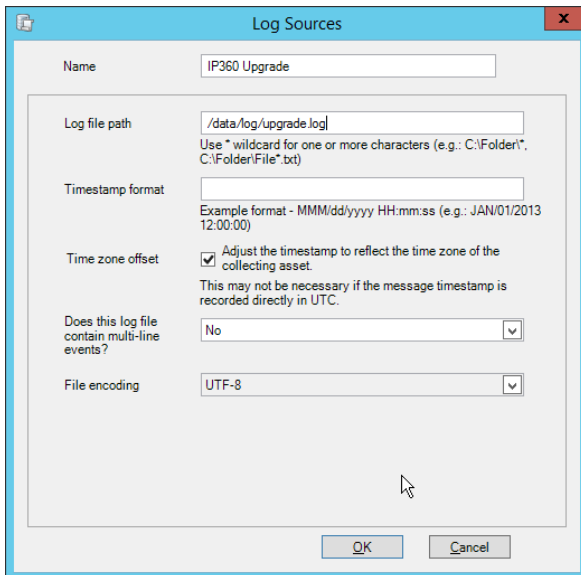 Log Sources
x
Name
IP360 Upgrade
Log file path
/data/log/upgrade.log
Use * wildcard for one or more characters (e.g.: C:\Folder\*,
C:\Folder\File*.txt)
Timestamp format
Example format - MMM/dd/yyyy HH:mm:ss (e.g.: JAN/01/2013
12:00:00)
Time zone offset
Adjust the timestamp to reflect the time zone of the
collecting asset.
This may not be necessary if the message timestamp is
recorded directly in UTC.
Does this log file
contain multi-line
events?
No
File encoding
UTF-8
OK
Cancel